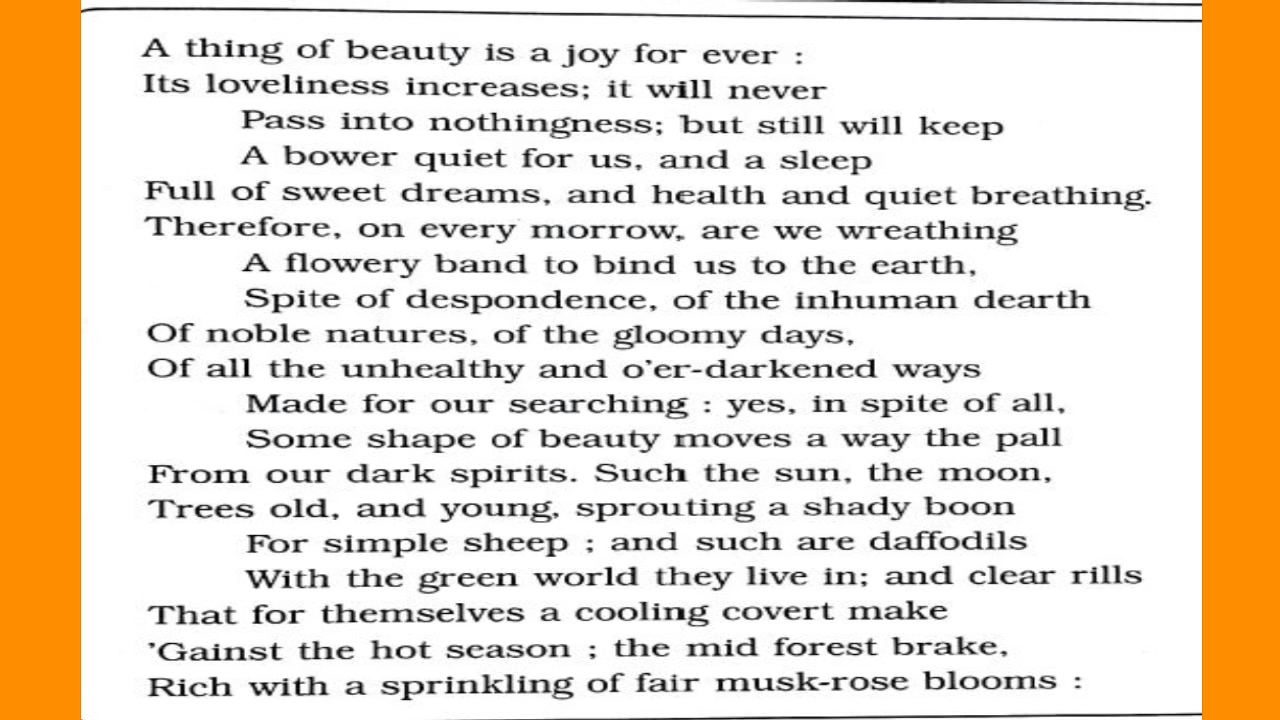 A thing of beauty is a joy for ever :
Its loveliness increases; it will never
Pass into nothingness; but still will keep
A bower quiet for us, and a sleep
Full of sweet dreams, and health and quiet breathing.
Therefore, on every morrow, are we wreathing
A flowery band to bind us to the earth,
Spite of despondence, of the inhuman dearth
Of noble natures, of the gloomy days,
Of all the unhealthy and o'er-darkened ways
Made for our searching : yes, in spite of all,
Some shape of beauty moves a way the pall
From our dark spirits. Such the sun, the moon,
Trees old, and young, sprouting a shady boon
For simple sheep ; and such are daffodils
With the green world they live in; and clear rills
That for themselves a cooling covert make
'Gainst the hot season ; the mid forest brake,
Rich with a sprinkling of fair musk-rose blooms :